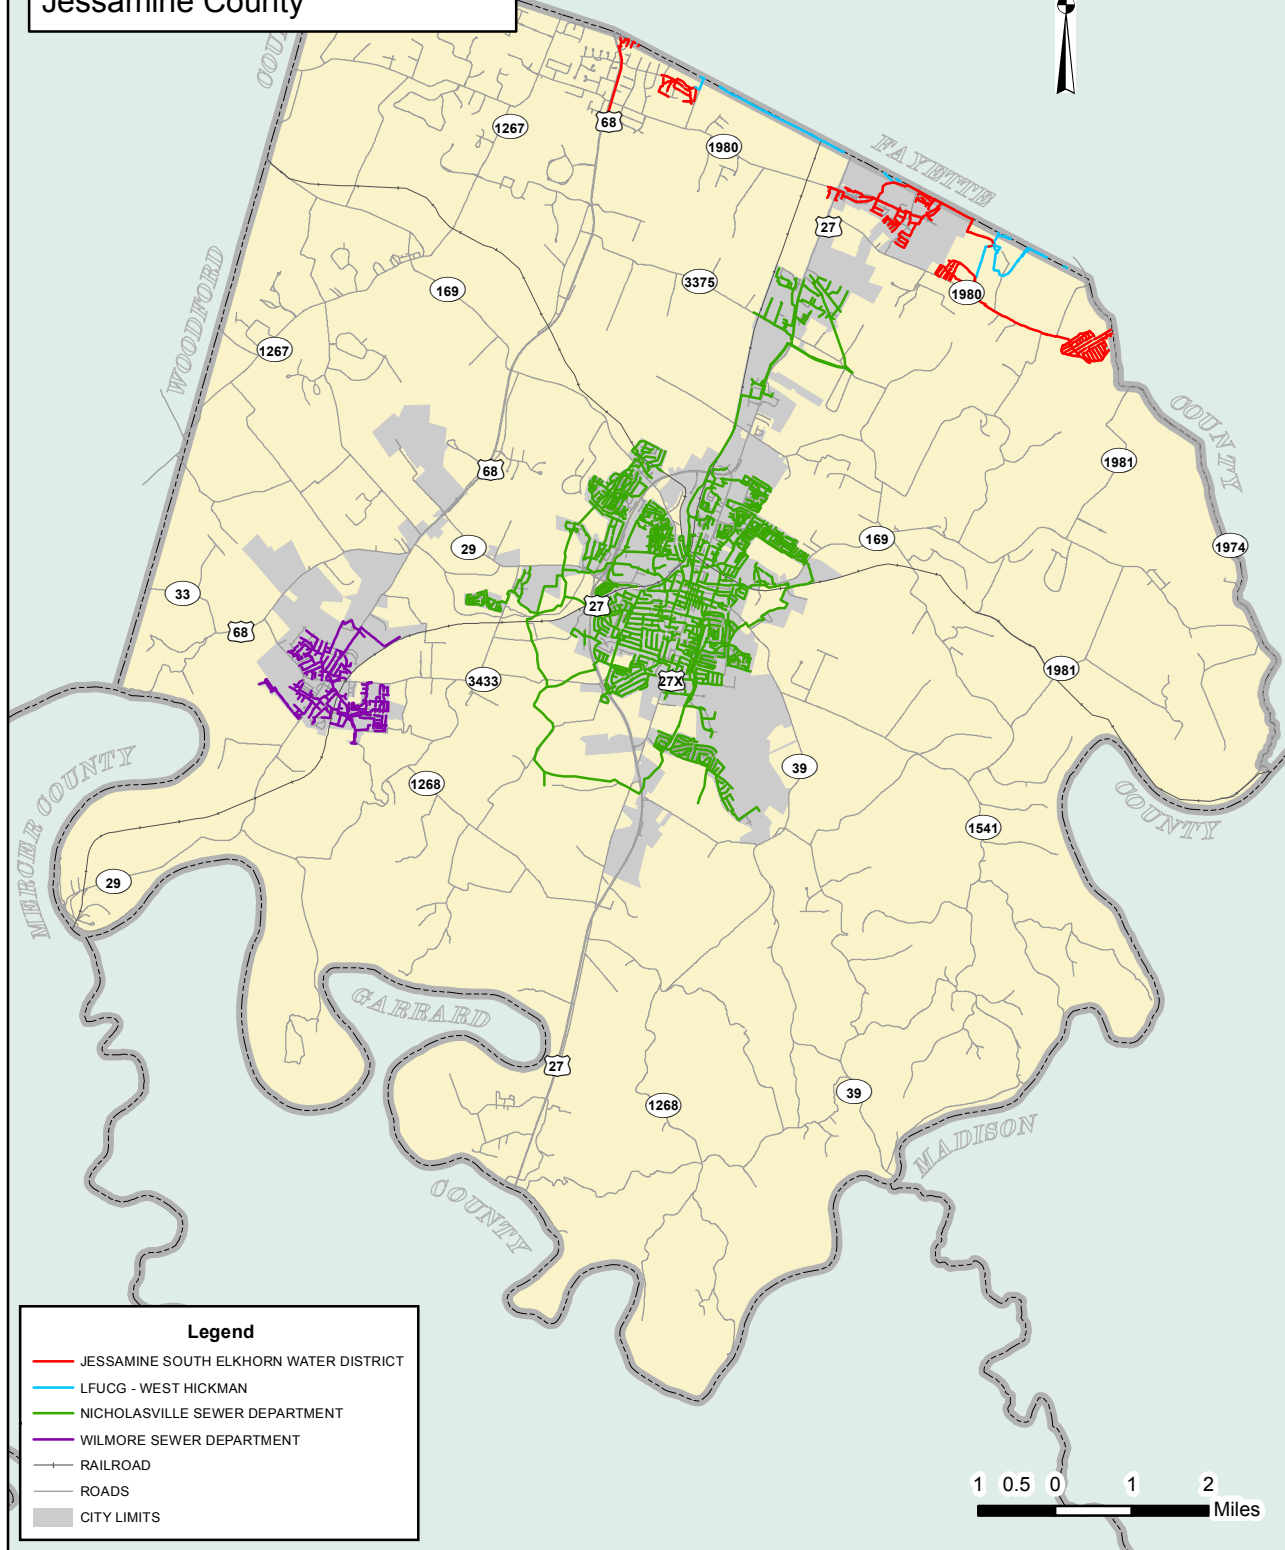 Jessamine County
COUN
68
1267
1980
FAYETTE
27
WOODFORD
3375
169
1980
1267
COUNTY
1981
68
169
29
1974
33
27
68
1981
3433
27X
MERCER COUNTY
39
1268
COUNTY
1541
29
GARRARD
27
39
1268
MADISON
COUNTY
Legend
JESSAMINE SOUTH ELKHORN WATER DISTRICT
LFUCG - WEST HICKMAN
NICHOLASVILLE SEWER DEPARTMENT
WILMORE SEWER DEPARTMENT
RAILROAD
ROADS
CITY LIMITS
1 0.5 0 1 2
Miles